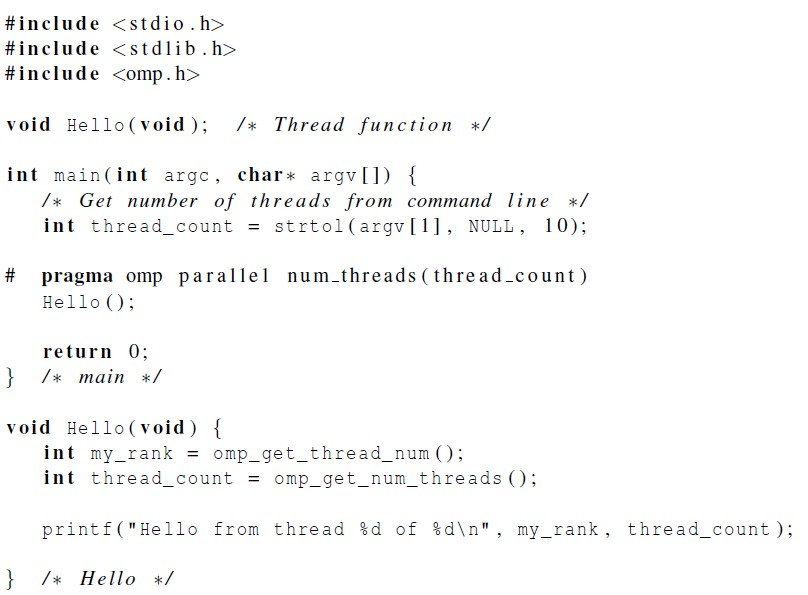 #include <stdio.h>
#include <stdlib.h>
#include <omp.h>

void Hello(void);  /* Thread function */

int main(int argc, char* argv[]) {
   /* Get number of threads from command line */
   int thread_count = strtol(argv[1], NULL, 10);

#  pragma omp parallel num_threads(thread_count)
   Hello();

   return 0;
}  /* main */

void Hello(void) {
   int my_rank = omp_get_thread_num();
   int thread_count = omp_get_num_threads();

   printf("Hello from thread %d of %d\n", my_rank, thread_count);

}  /* Hello */